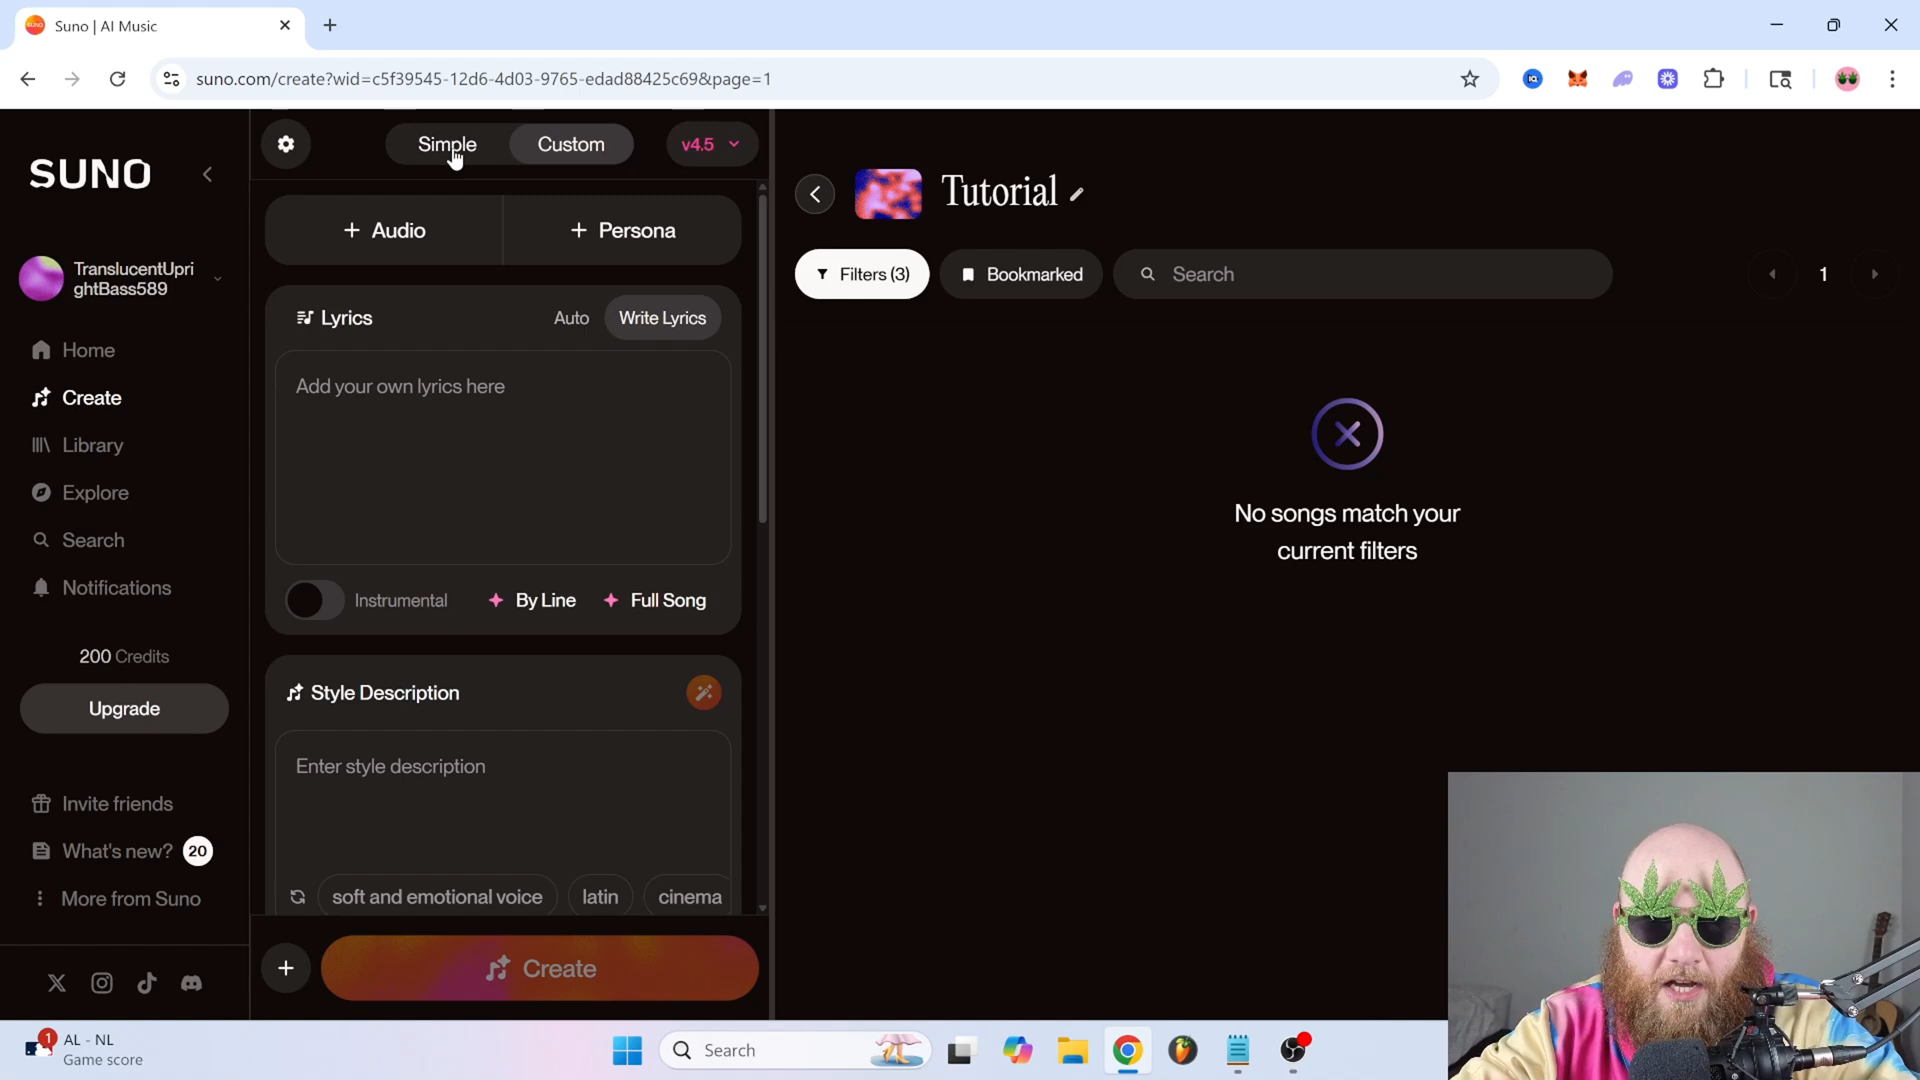 Suno | AI Music
suno.com/create?wid=c5f39545-12d6-4d03-9765-edad88425c69&page=1
SUNO
TranslucentUpri
ghtBass589
Home
Create
Library
Explore
Search
Notifications
200 Credits
Upgrade
Invite friends
What's new? 20
More from Suno
Simple
Custom
v4.5
+ Audio
+ Persona
Lyrics
Auto
Write Lyrics
Add your own lyrics here
Instrumental
By Line
Full Song
Style Description
Enter style description
soft and emotional voice
latin
cinema
Create
Tutorial
Filters (3)
Bookmarked
Search
1
No songs match your
current filters
1
AL - NL
Game score
Search